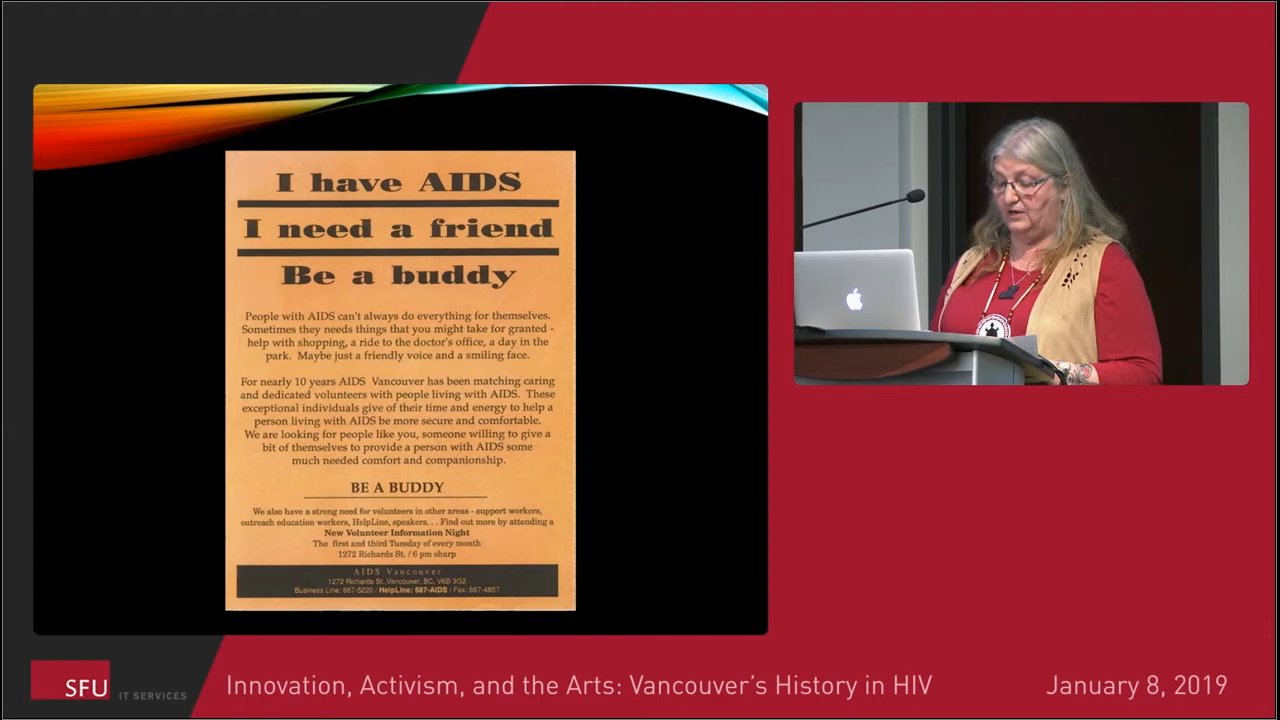 I have AIDS
I need a friend
Be a buddy
People with AIDS can't always do everything for themselves.
Sometimes they needs things that you might take for granted -
help with shopping, a ride to the doctor's office, a day in the
park. Maybe just a friendly voice and a smiling face.
For nearly 10 years AIDS Vancouver has been matching caring
and dedicated volunteers with people living with AIDS. These
exceptional individuals give of their time and energy to help a
person living with AIDS be more secure and comfortable.
We are looking for people like you, someone willing to give a
bit of themselves to provide a person with AIDS some
much needed comfort and companionship.
BE A BUDDY
We also have a strong need for volunteers in other areas - support workers,
outreach education workers, HelpLine, speakers. . . Find out more by attending a
New Volunteer Information Night
The first and third Tuesday of every month
1272 Richards St. / 6 pm sharp
AIDS Vancouver
1272 Richards St. Vancouver, BC, V6B 3G2
Business Line: 687-5220 / HelpLine: 687-AIDS / Fax: 687-4857
SFU IT SERVICES
Innovation, Activism, and the Arts: Vancouver's History in HIV
January 8, 2019